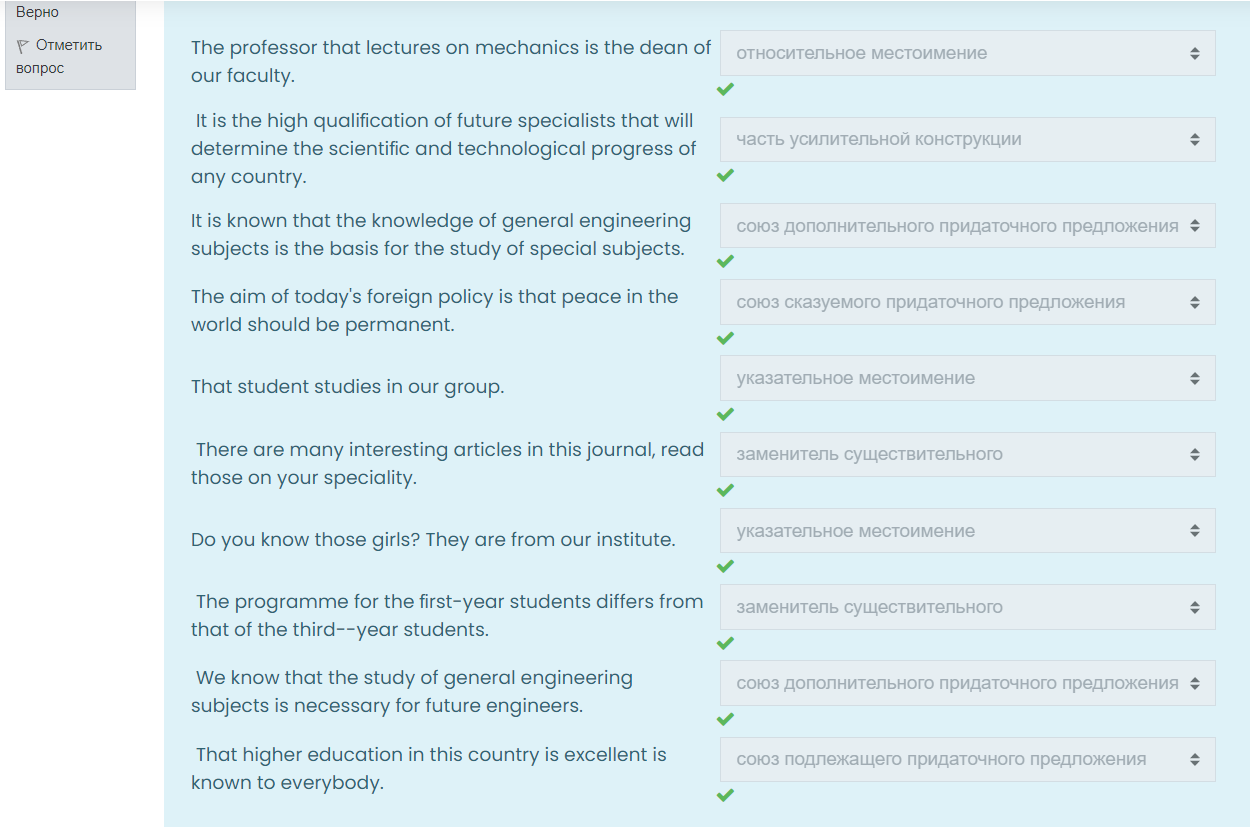 Верно
Отметить
вопрос
The professor that lectures on mechanics is the dean of
our faculty.
относительное местоимение
It is the high qualification of future specialists that will
determine the scientific and technological progress of
any country.
часть усилительной конструкции
It is known that the knowledge of general engineering
subjects is the basis for the study of special subjects.
союз дополнительного придаточного предложения
The aim of today's foreign policy is that peace in the
world should be permanent.
союз сказуемого придаточного предложения
That student studies in our group.
указательное местоимение
There are many interesting articles in this journal, read
those on your speciality.
заменитель существительного
Do you know those girls? They are from our institute.
указательное местоимение
The programme for the first-year students differs from
that of the third--year students.
заменитель существительного
We know that the study of general engineering
subjects is necessary for future engineers.
союз дополнительного придаточного предложения
That higher education in this country is excellent is
known to everybody.
союз подлежащего придаточного предложения